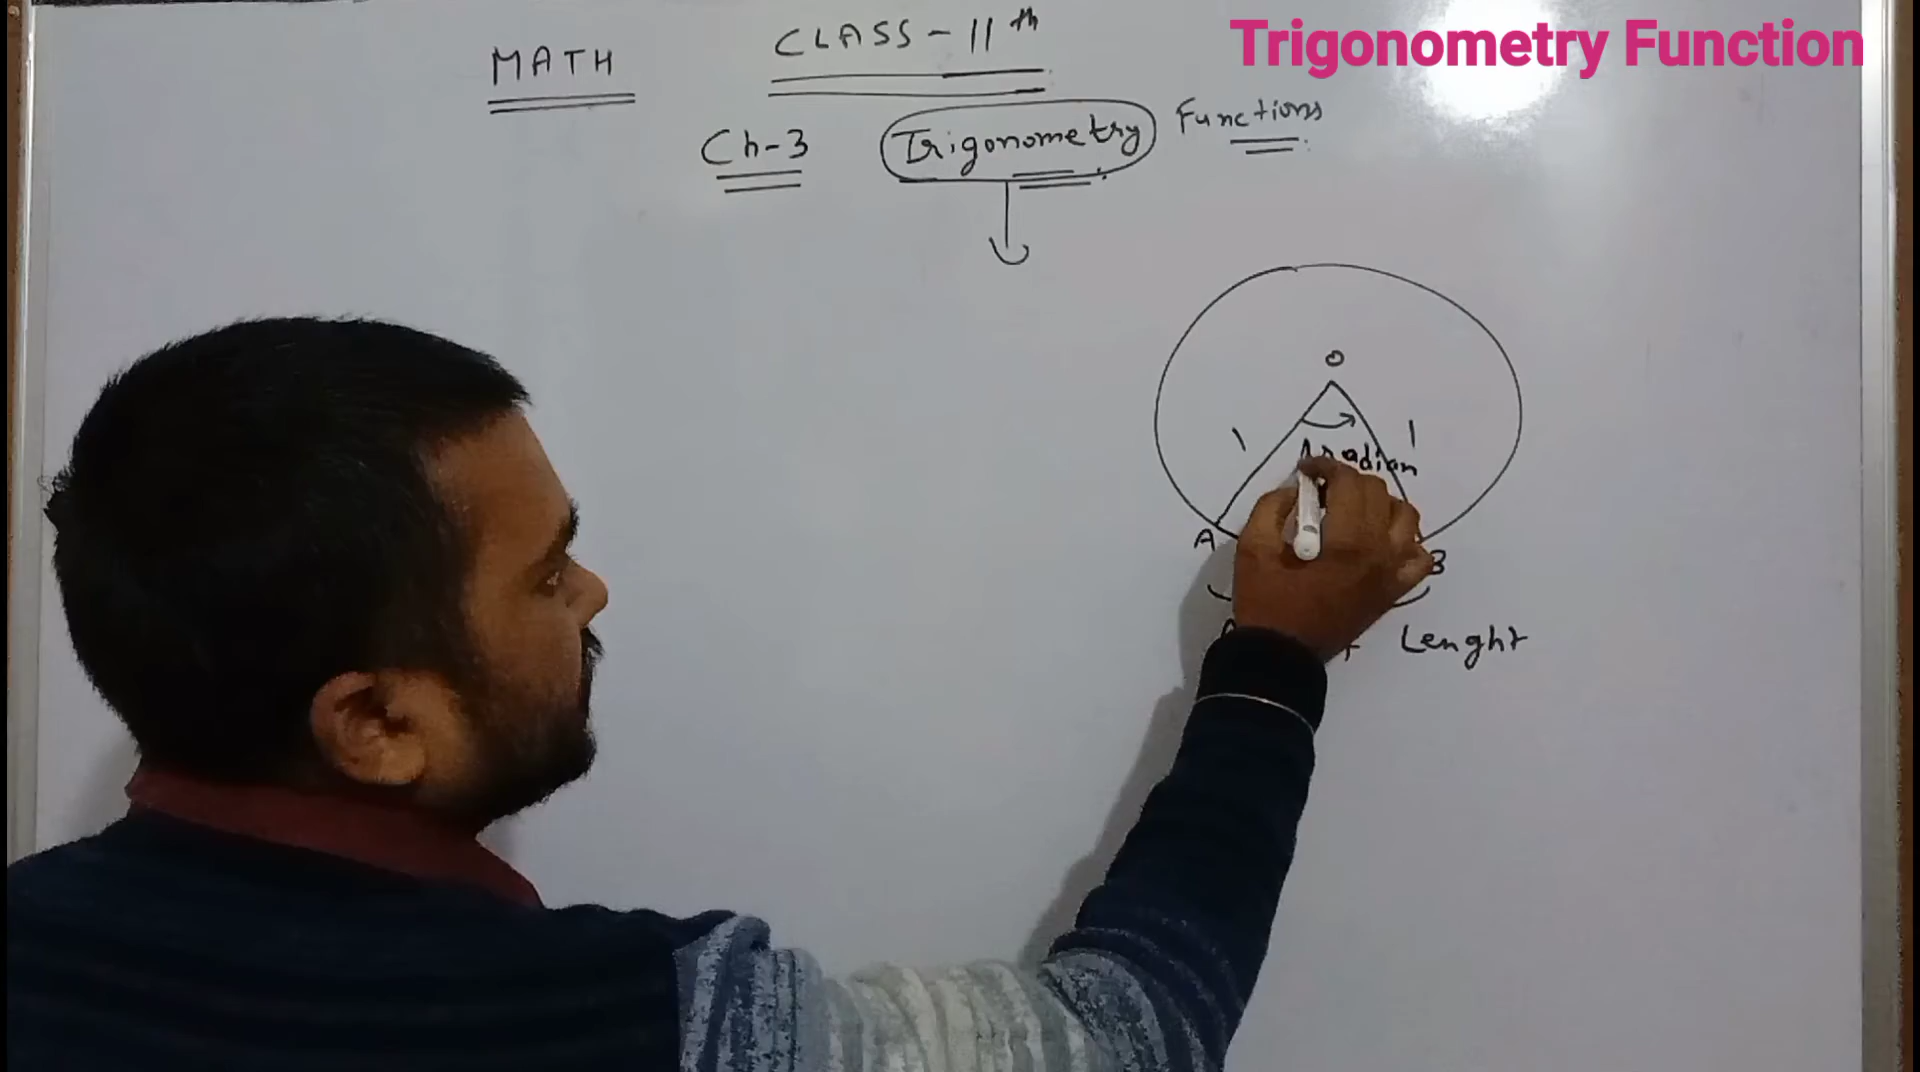 Trigonometry Function
MATH
CLASS-11th
Ch-3 Trigonometry Functions
O
1 1
radian
A B
Lenght